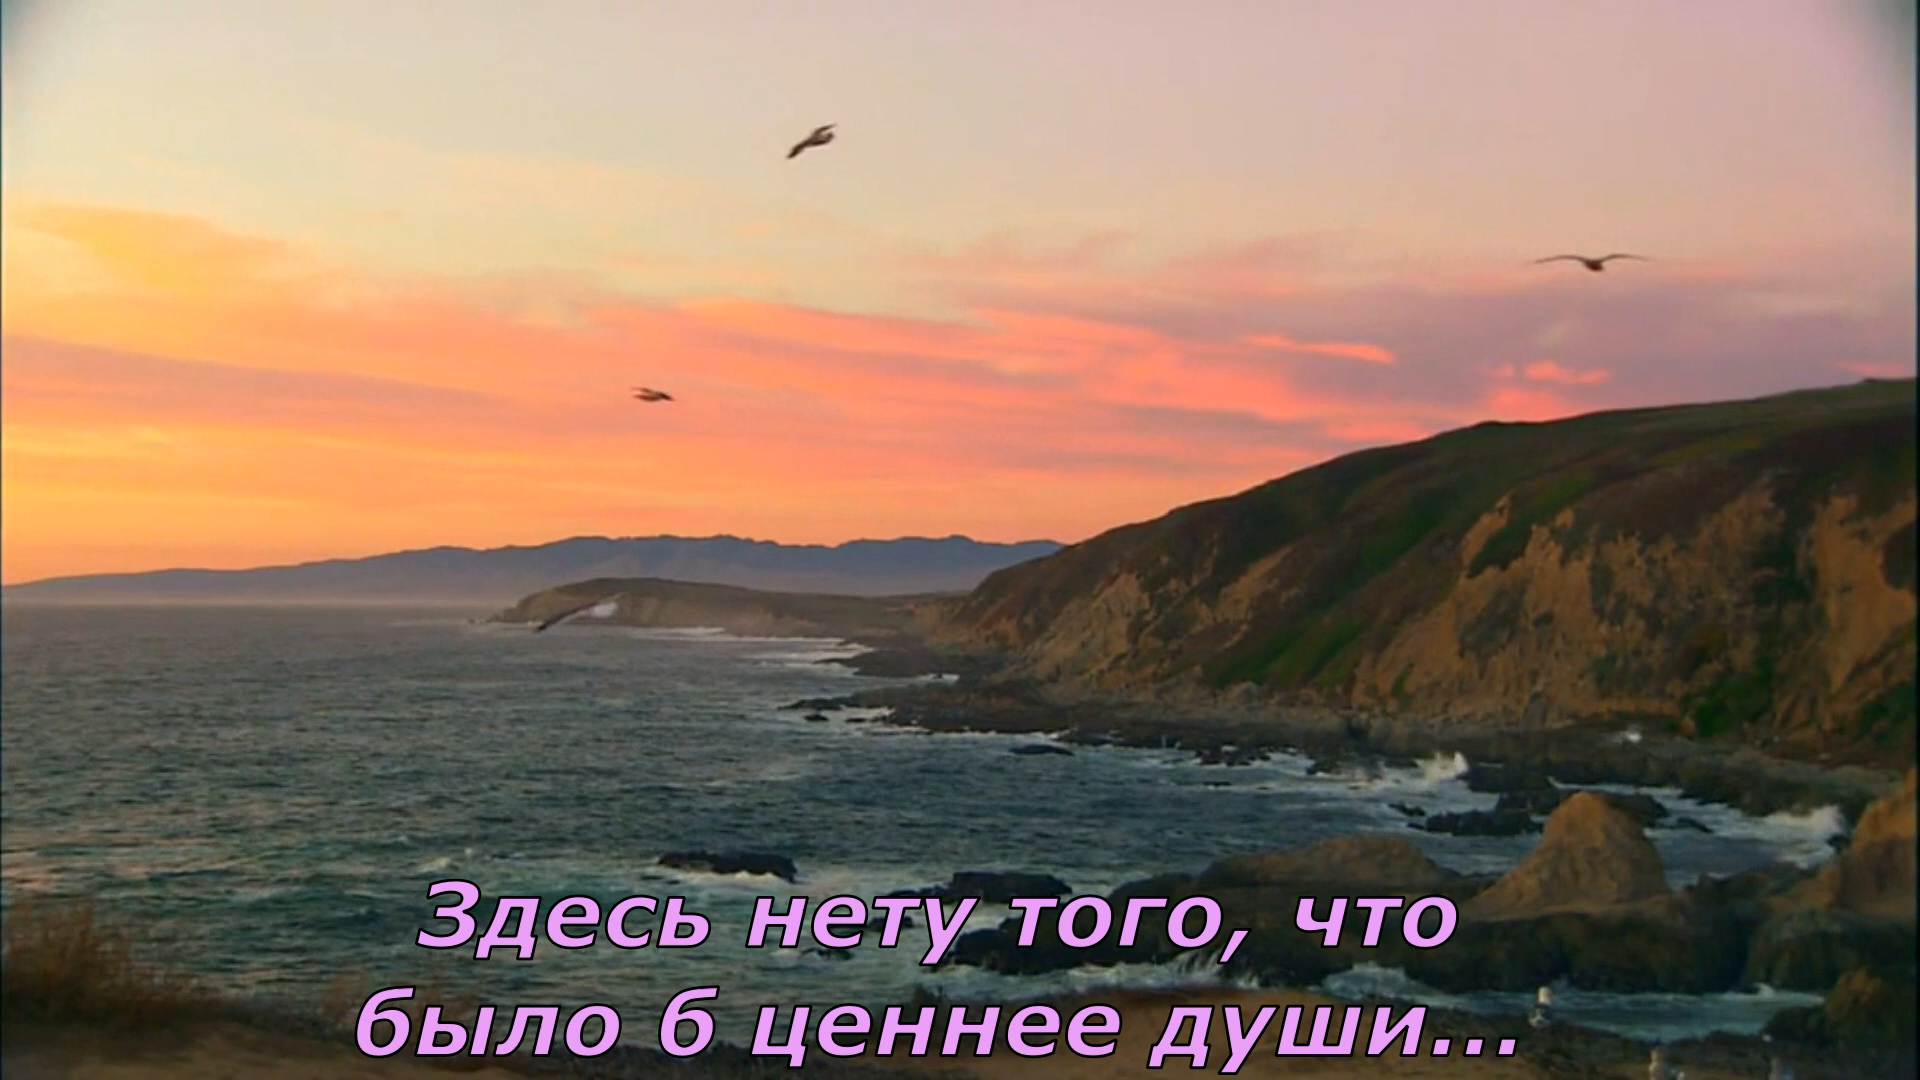 Здесь нету того, что
было б ценнее души...